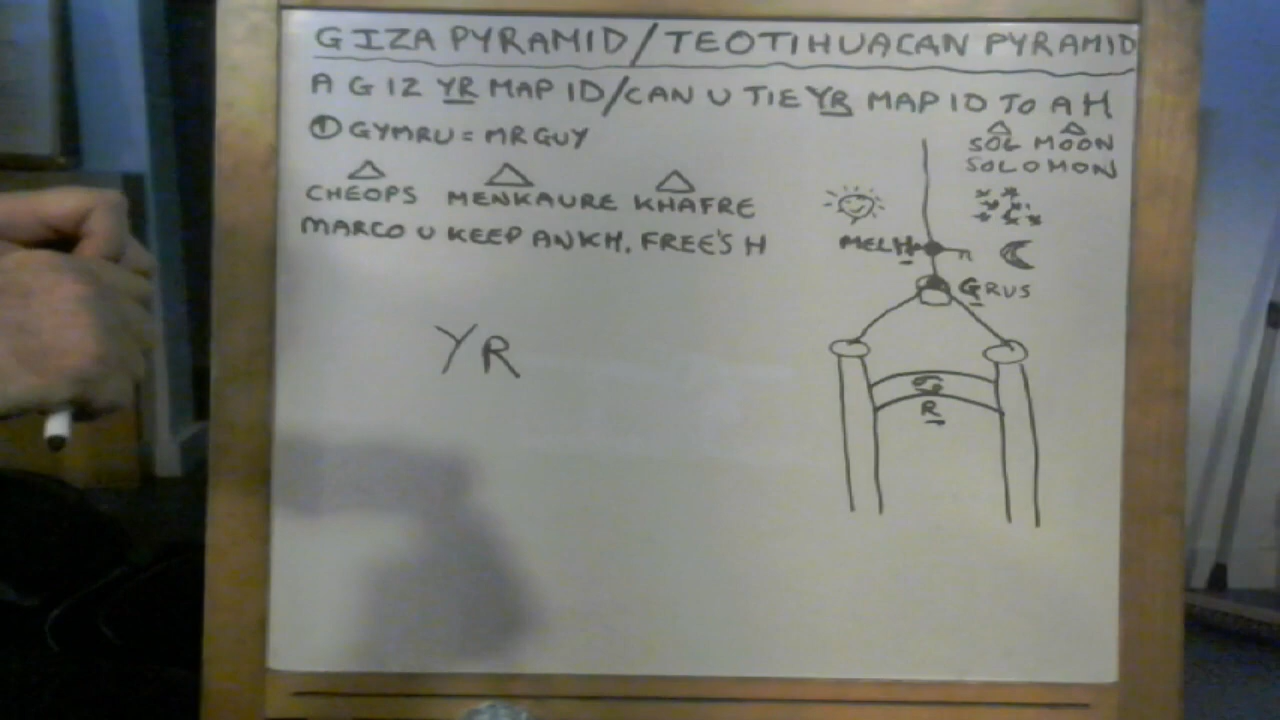 GIZA PYRAMID/TEOTIHUACAN PYRAMID
A GIZ YR MAP ID/CAN U TIE YR MAP ID TO A H
① GYMRU = MR GUY
SOL MOON
SOLOMON
CHEOPS MENKAURE KHAFRE
MARCO U KEEP ANKH. FREE'S H
MELH
GRUS
YR
R